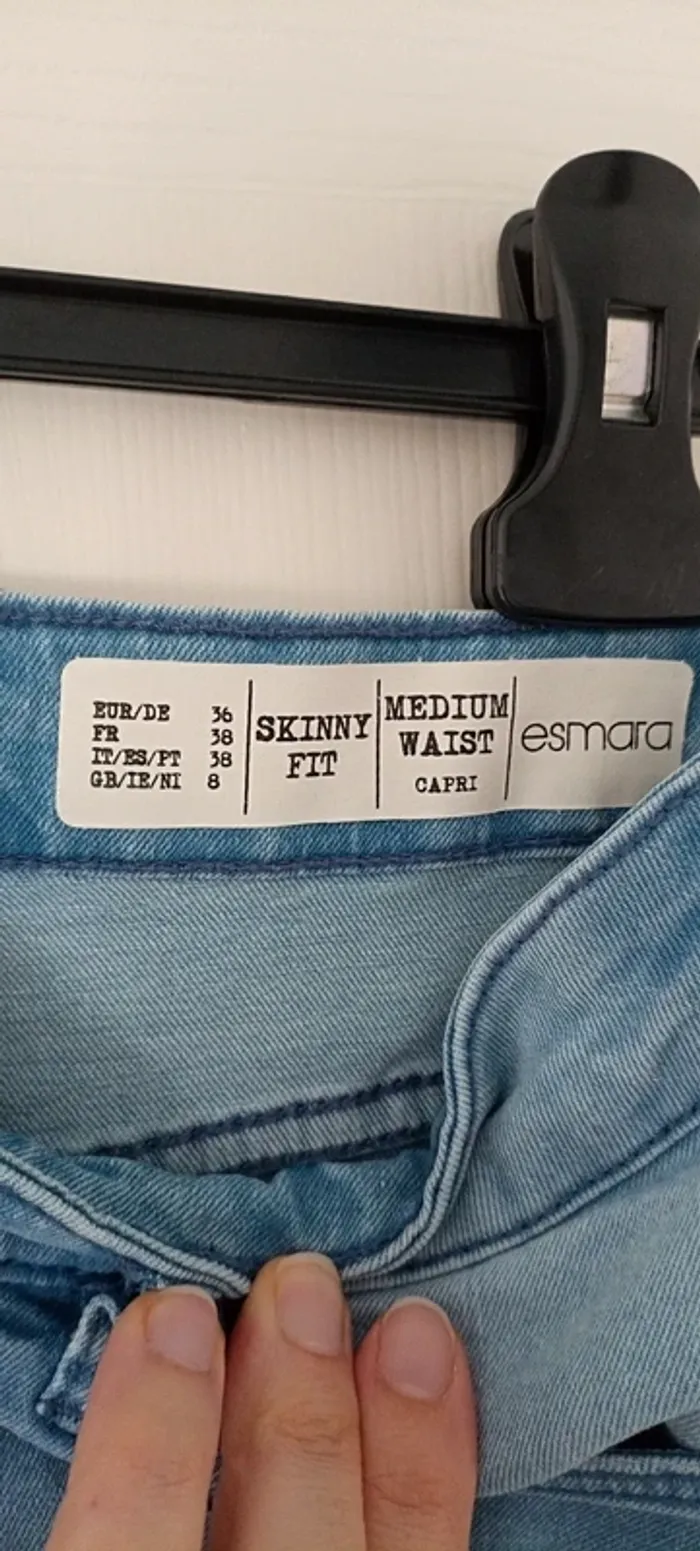 EUR/DE 36
FR 38
IT/ES/PT 38
GB/IE/NI 8
SKINNY
FIT
MEDIUM
WAIST
CAPRI
esmara